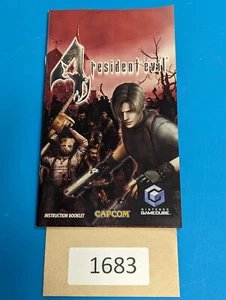 4
resident evil
INSTRUCTION BOOKLET
CAPCOM
NINTENDO
GAMECUBE
1683